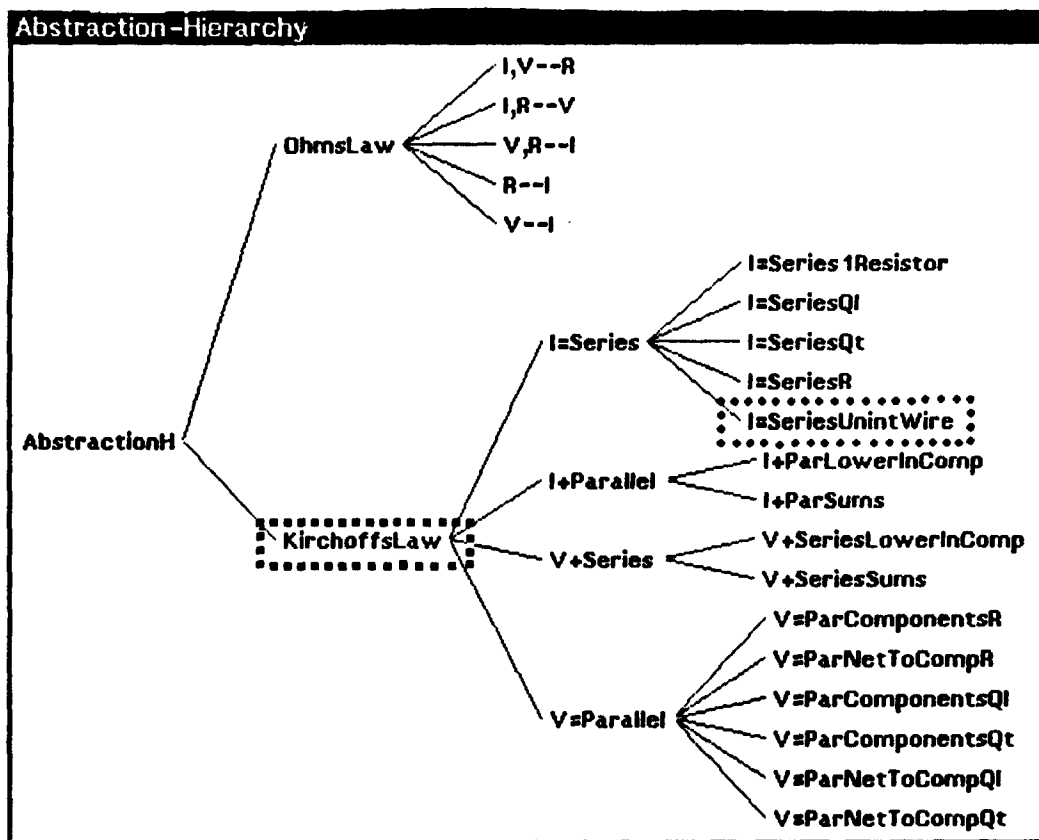 Abstraction-Hierarchy
I,V--R
I,R--V
OhmsLaw
V,R--I
R--I
V--I
I=Series1Resistor
I=SeriesQl
I=Series
I=SeriesQt
I=SeriesR
I=SeriesUnintWire
AbstractionH
I+ParLowerInComp
I+Parallel
I+ParSums
KirchoffsLaw
V+SeriesLowerInComp
V+Series
V+SeriesSums
V=ParComponentsR
V=ParNetToCompR
V=ParComponentsQl
V=Parallel
V=ParComponentsQt
V=ParNetToCompQl
V=ParNetToCompQt